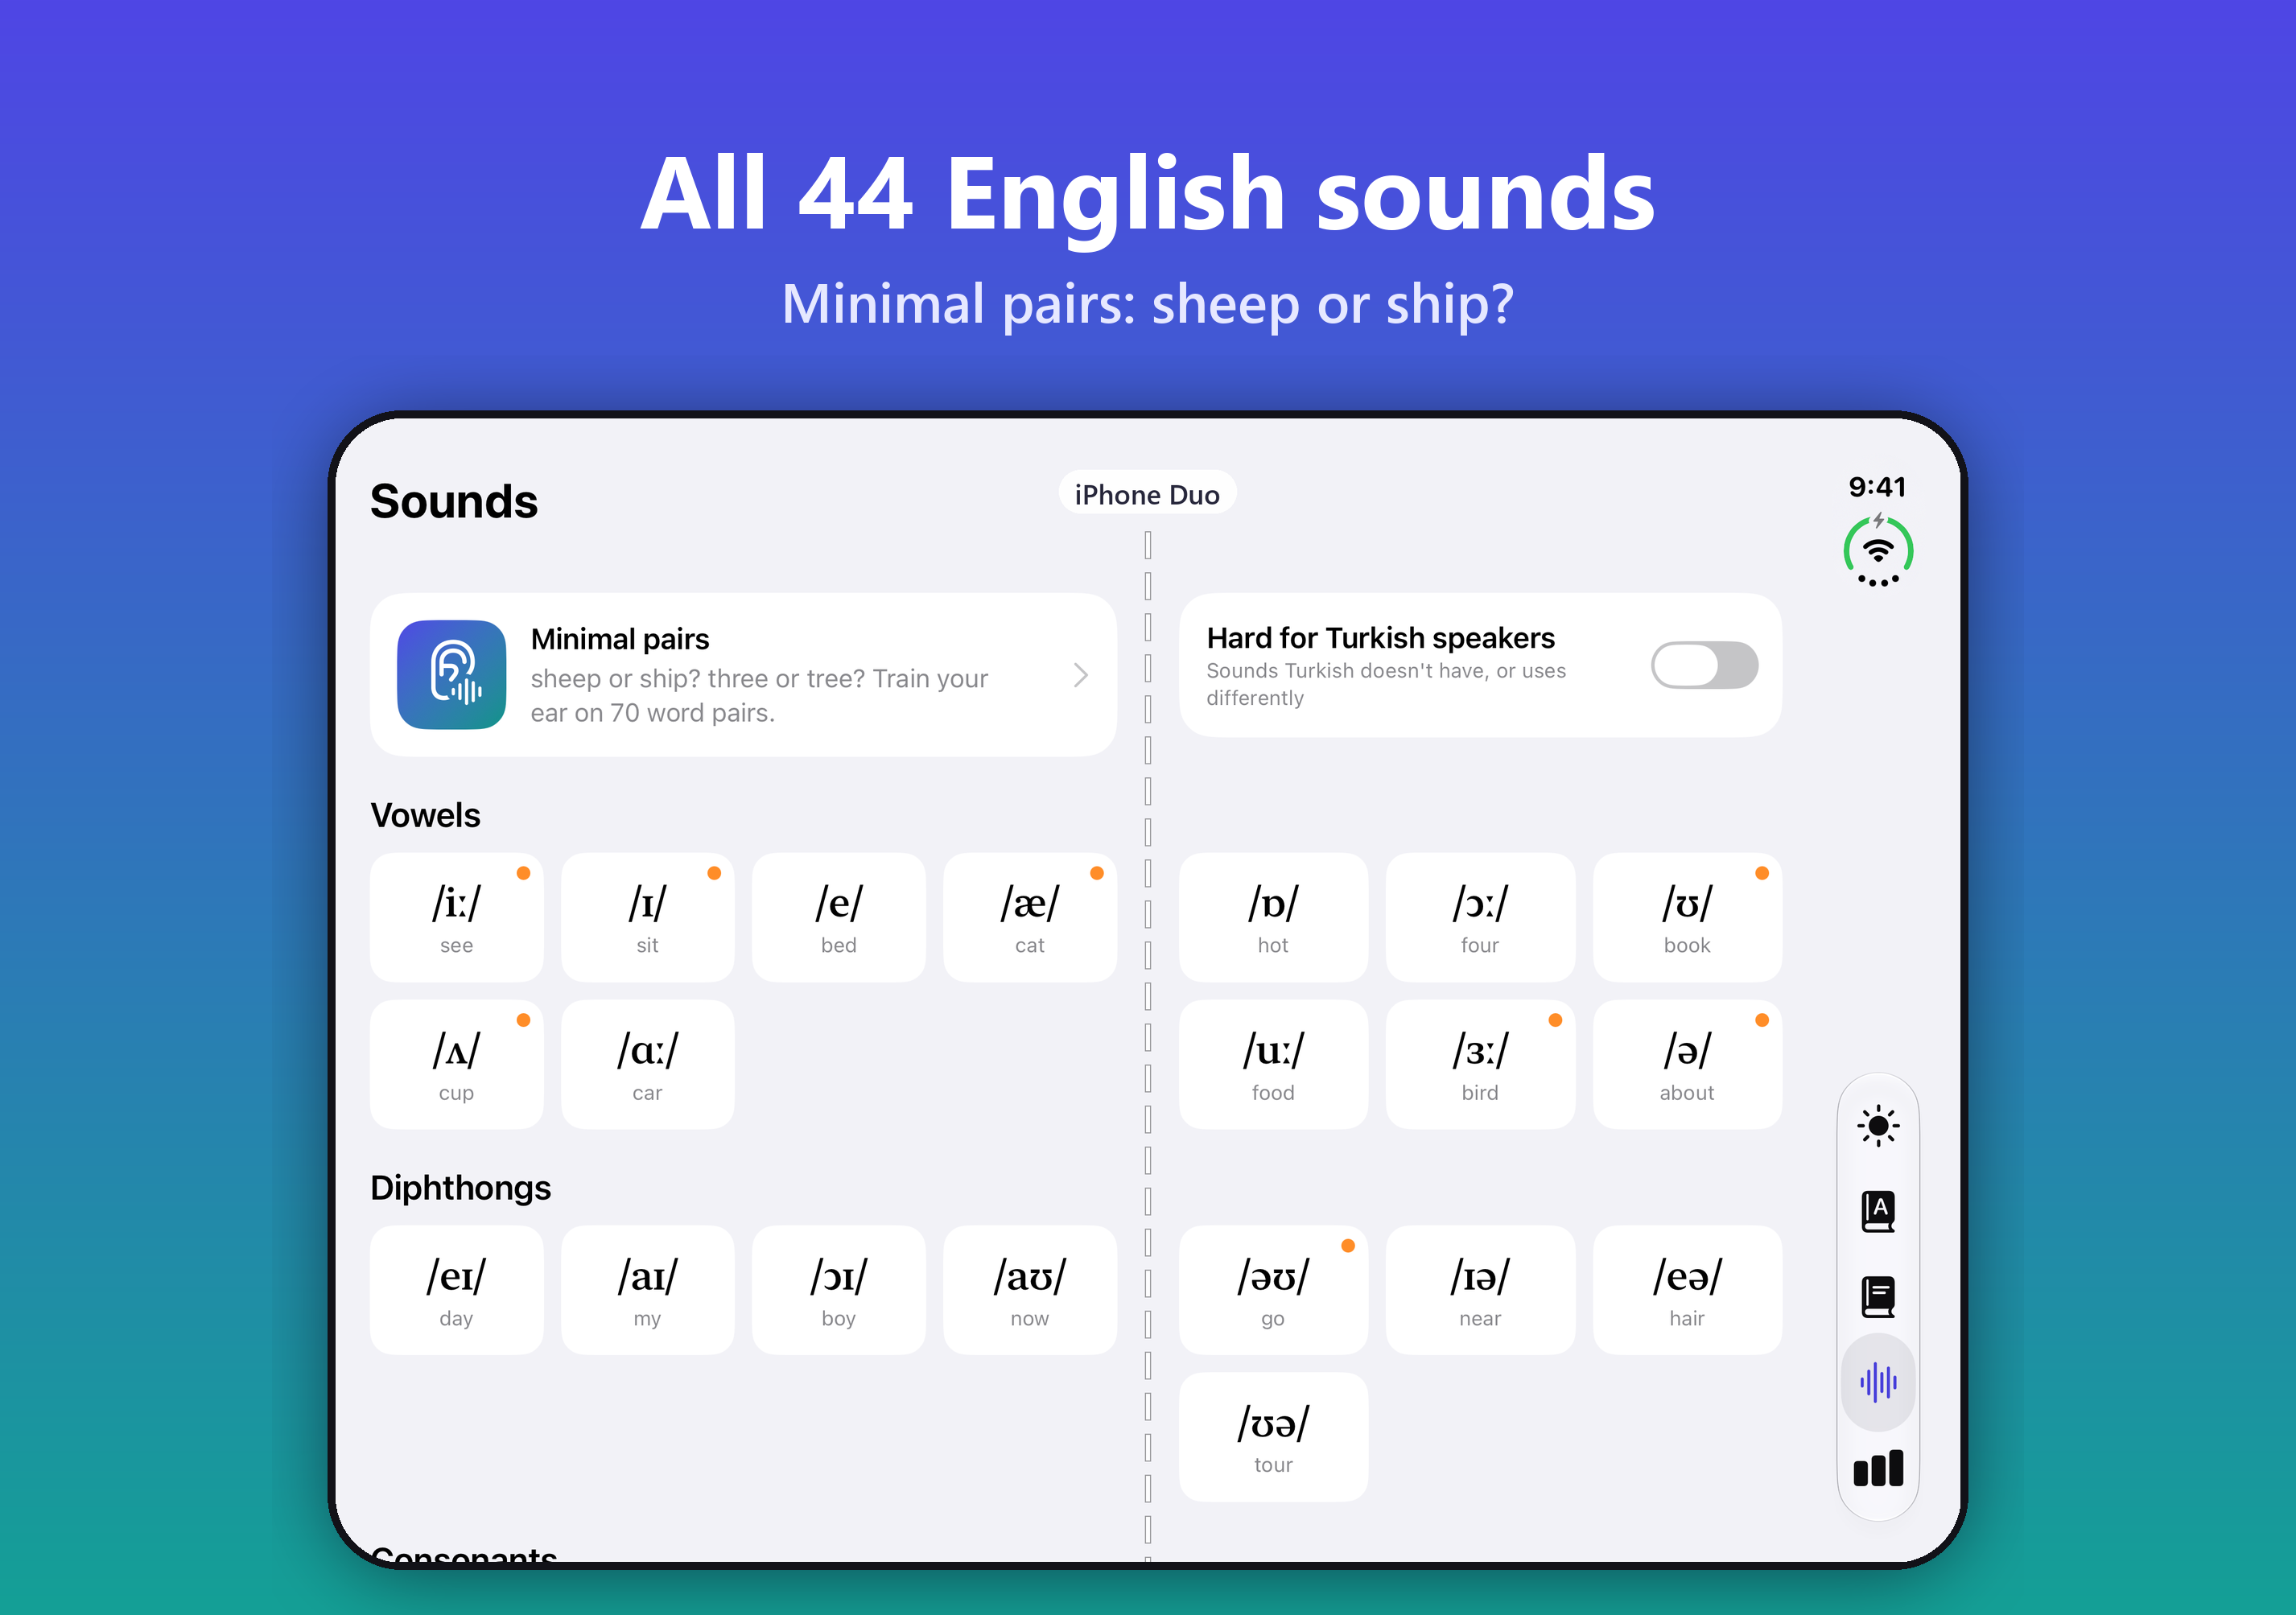 All 44 English sounds
Minimal pairs: sheep or ship?
Sounds
iPhone Duo
9:41
Minimal pairs
sheep or ship? three or tree? Train your
ear on 70 word pairs.
Hard for Turkish speakers
Sounds Turkish doesn't have, or uses
differently
Vowels
/iː/ /ɪ/ /e/ /æ/ /ɒ/ /ɔː/ /ʊ/
see sit bed cat hot four book
/ʌ/ /ɑː/ /uː/ /ɜː/ /ə/
cup car food bird about
Diphthongs
/eɪ/ /aɪ/ /ɔɪ/ /aʊ/ /əʊ/ /ɪə/ /eə/
day my boy now go near hair
/ʊə/
tour
Consonants